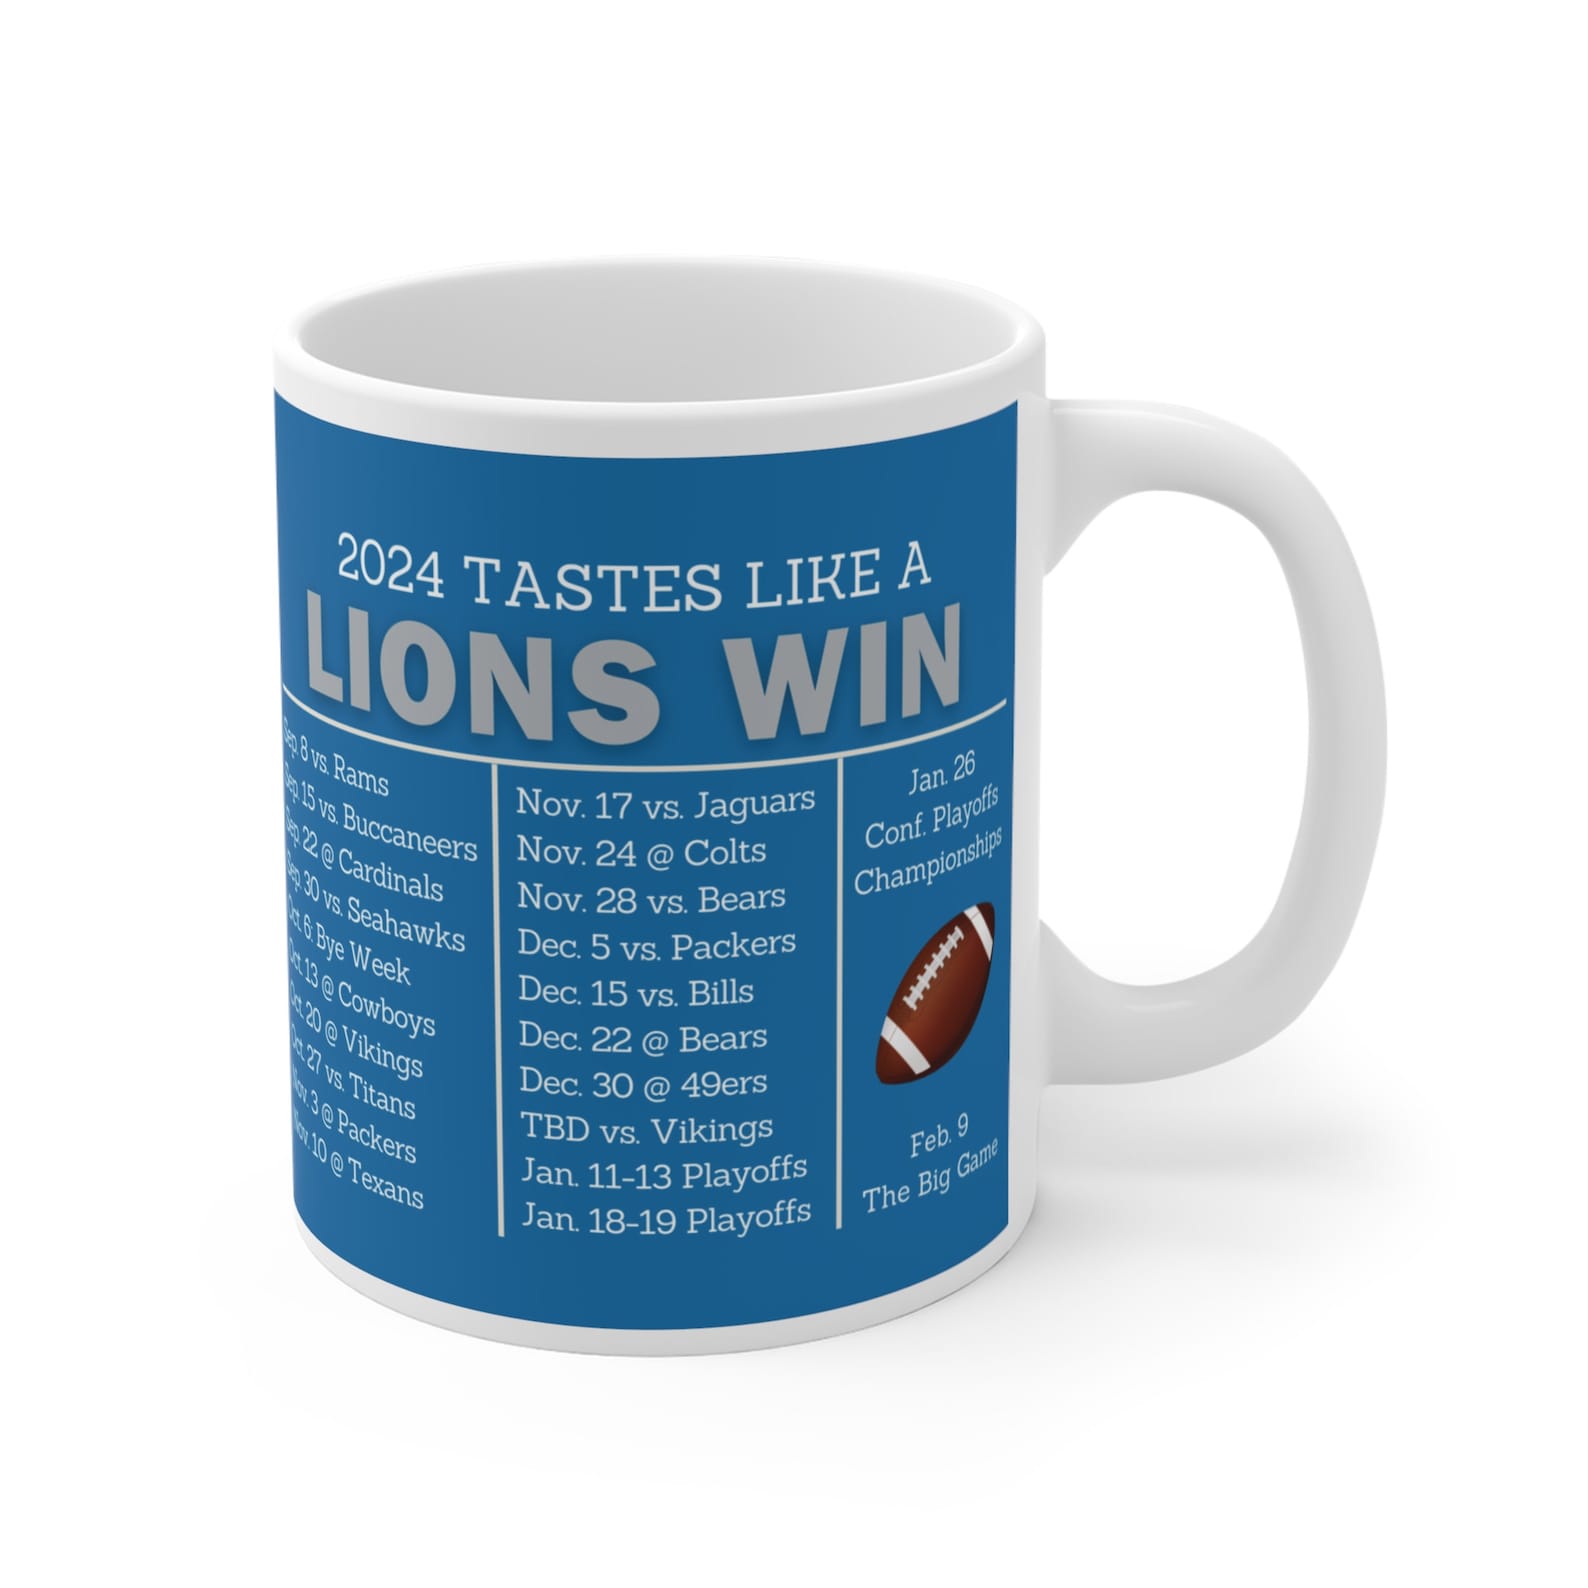 2024 TASTES LIKE A
LIONS WIN
Sep. 8 vs. Rams
Sep. 15 vs. Buccaneers
Sep. 22 @ Cardinals
Sep. 30 vs. Seahawks
Oct. 6: Bye Week
Oct. 13 @ Cowboys
Oct. 20 @ Vikings
Oct. 27 vs. Titans
Nov. 3 @ Packers
Nov. 10 @ Texans
Nov. 17 vs. Jaguars
Nov. 24 @ Colts
Nov. 28 vs. Bears
Dec. 5 vs. Packers
Dec. 15 vs. Bills
Dec. 22 @ Bears
Dec. 30 @ 49ers
TBD vs. Vikings
Jan. 11-13 Playoffs
Jan. 18-19 Playoffs
Jan. 26
Conf. Playoffs
Championships
Feb. 9
The Big Game